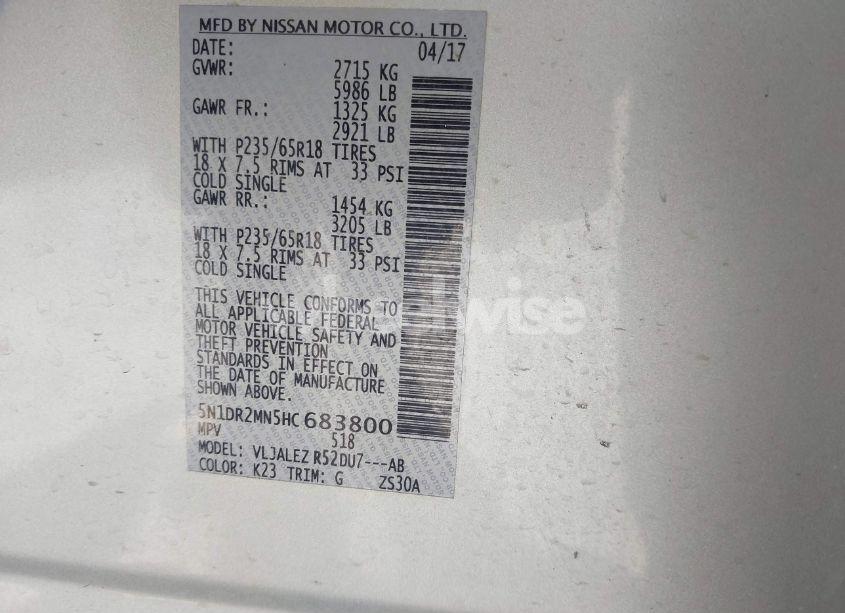 MFD BY NISSAN MOTOR CO., LTD.
DATE: 04/17
GVWR: 2715 KG
5986 LB
GAWR FR.: 1325 KG
2921 LB
WITH P235/65R18 TIRES
18 X 7.5 RIMS AT 33 PSI
COLD SINGLE
GAWR RR.: 1454 KG
3205 LB
WITH P235/65R18 TIRES
18 X 7.5 RIMS AT 33 PSI
COLD SINGLE
THIS VEHICLE CONFORMS TO
ALL APPLICABLE FEDERAL
MOTOR VEHICLE SAFETY AND
THEFT PREVENTION
STANDARDS IN EFFECT ON
THE DATE OF MANUFACTURE
SHOWN ABOVE.
5N1DR2MN5HC683800
MPV 518
MODEL: VLJALEZ R52DU7---AB
COLOR: K23 TRIM: G ZS30A